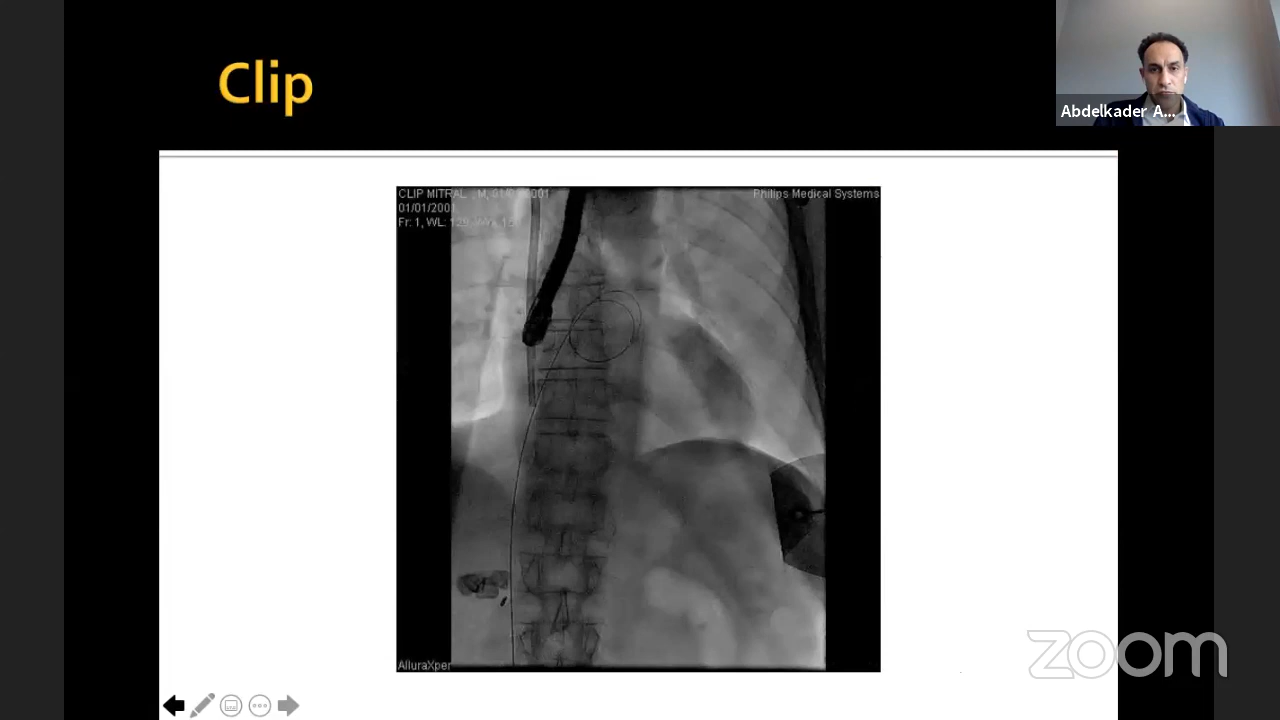 Clip
Abdelkader A...
CLIP MITRAL
Philips Medical Systems
01/01/2001
Fr: 1, WL:
AlluraXper
zoom